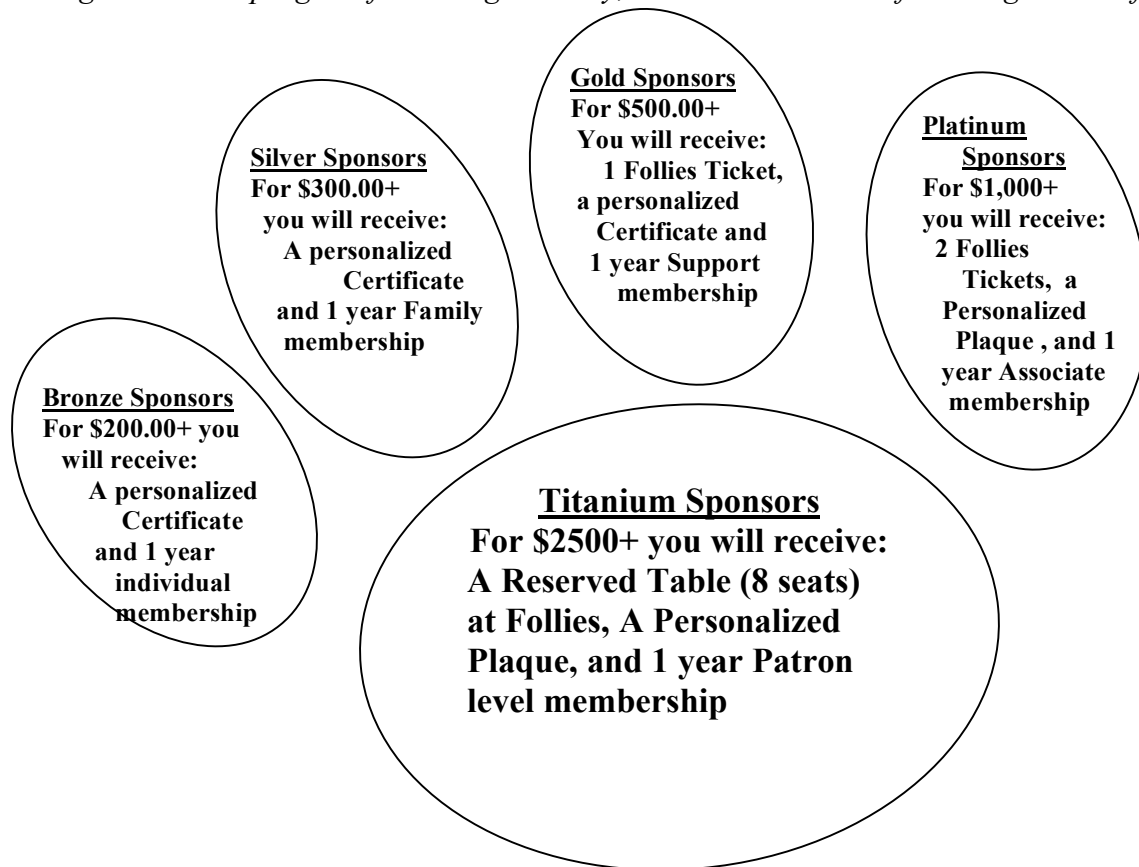 Bronze Sponsors
For $200.00+ you
will receive:
A personalized
Certificate
and 1 year
individual
membership
Silver Sponsors
For $300.00+
you will receive:
A personalized
Certificate
and 1 year Family
membership
Gold Sponsors
For $500.00+
You will receive:
1 Follies Ticket,
a personalized
Certificate and
1 year Support
membership
Platinum
Sponsors
For $1,000+
you will receive:
2 Follies
Tickets, a
Personalized
Plaque , and 1
year Associate
membership
Titanium Sponsors
For $2500+ you will receive:
A Reserved Table (8 seats)
at Follies, A Personalized
Plaque, and 1 year Patron
level membership